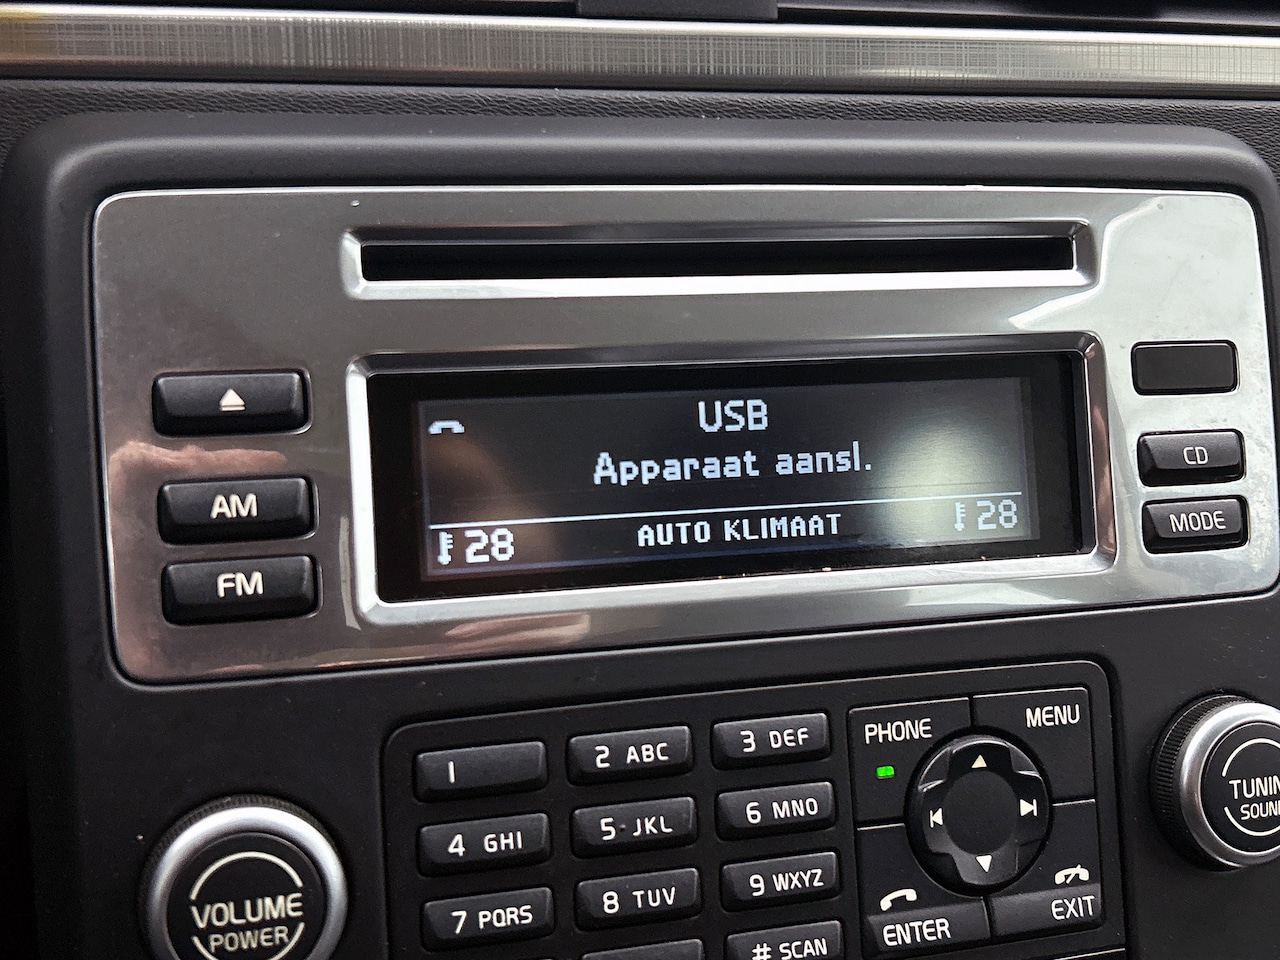 USB
Apparaat aansl.
28 AUTO KLIMAAT 28
AM
FM
CD
MODE
1
2 ABC
3 DEF
4 GHI
5 JKL
6 MNO
7 PQRS
8 TUV
9 WXYZ
# SCAN
PHONE
MENU
ENTER
EXIT
VOLUME
POWER